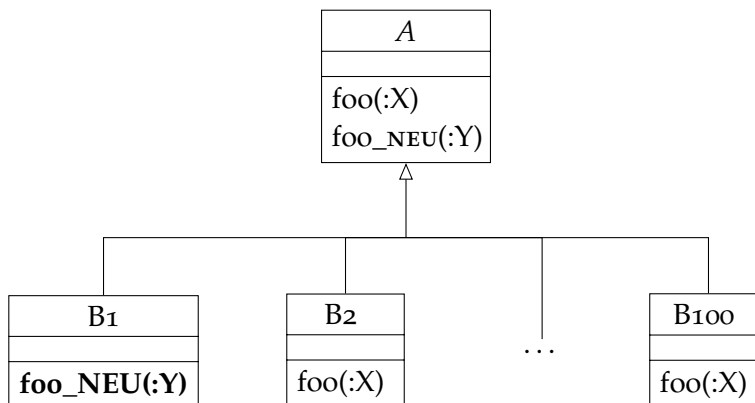 A
foo(:X)
foo_NEU(:Y)
B1
B2
B100
foo_NEU(:Y)
foo(:X)
...
foo(:X)